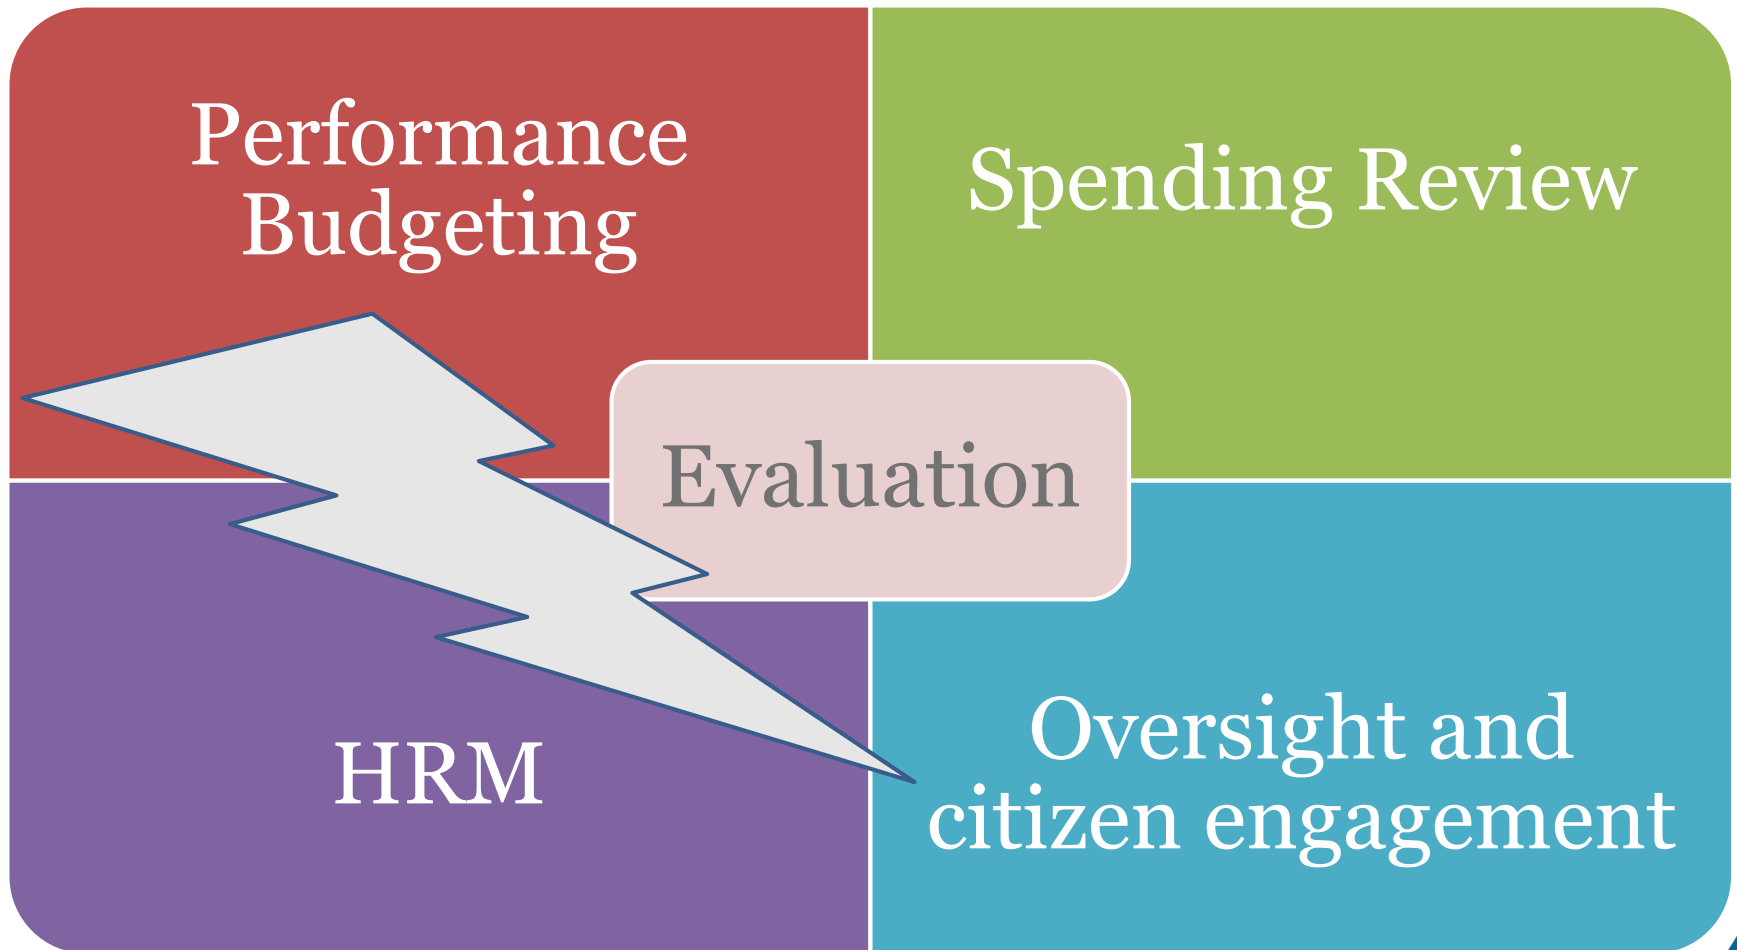 Performance
Budgeting
Spending Review
Evaluation
HRM
Oversight and
citizen engagement